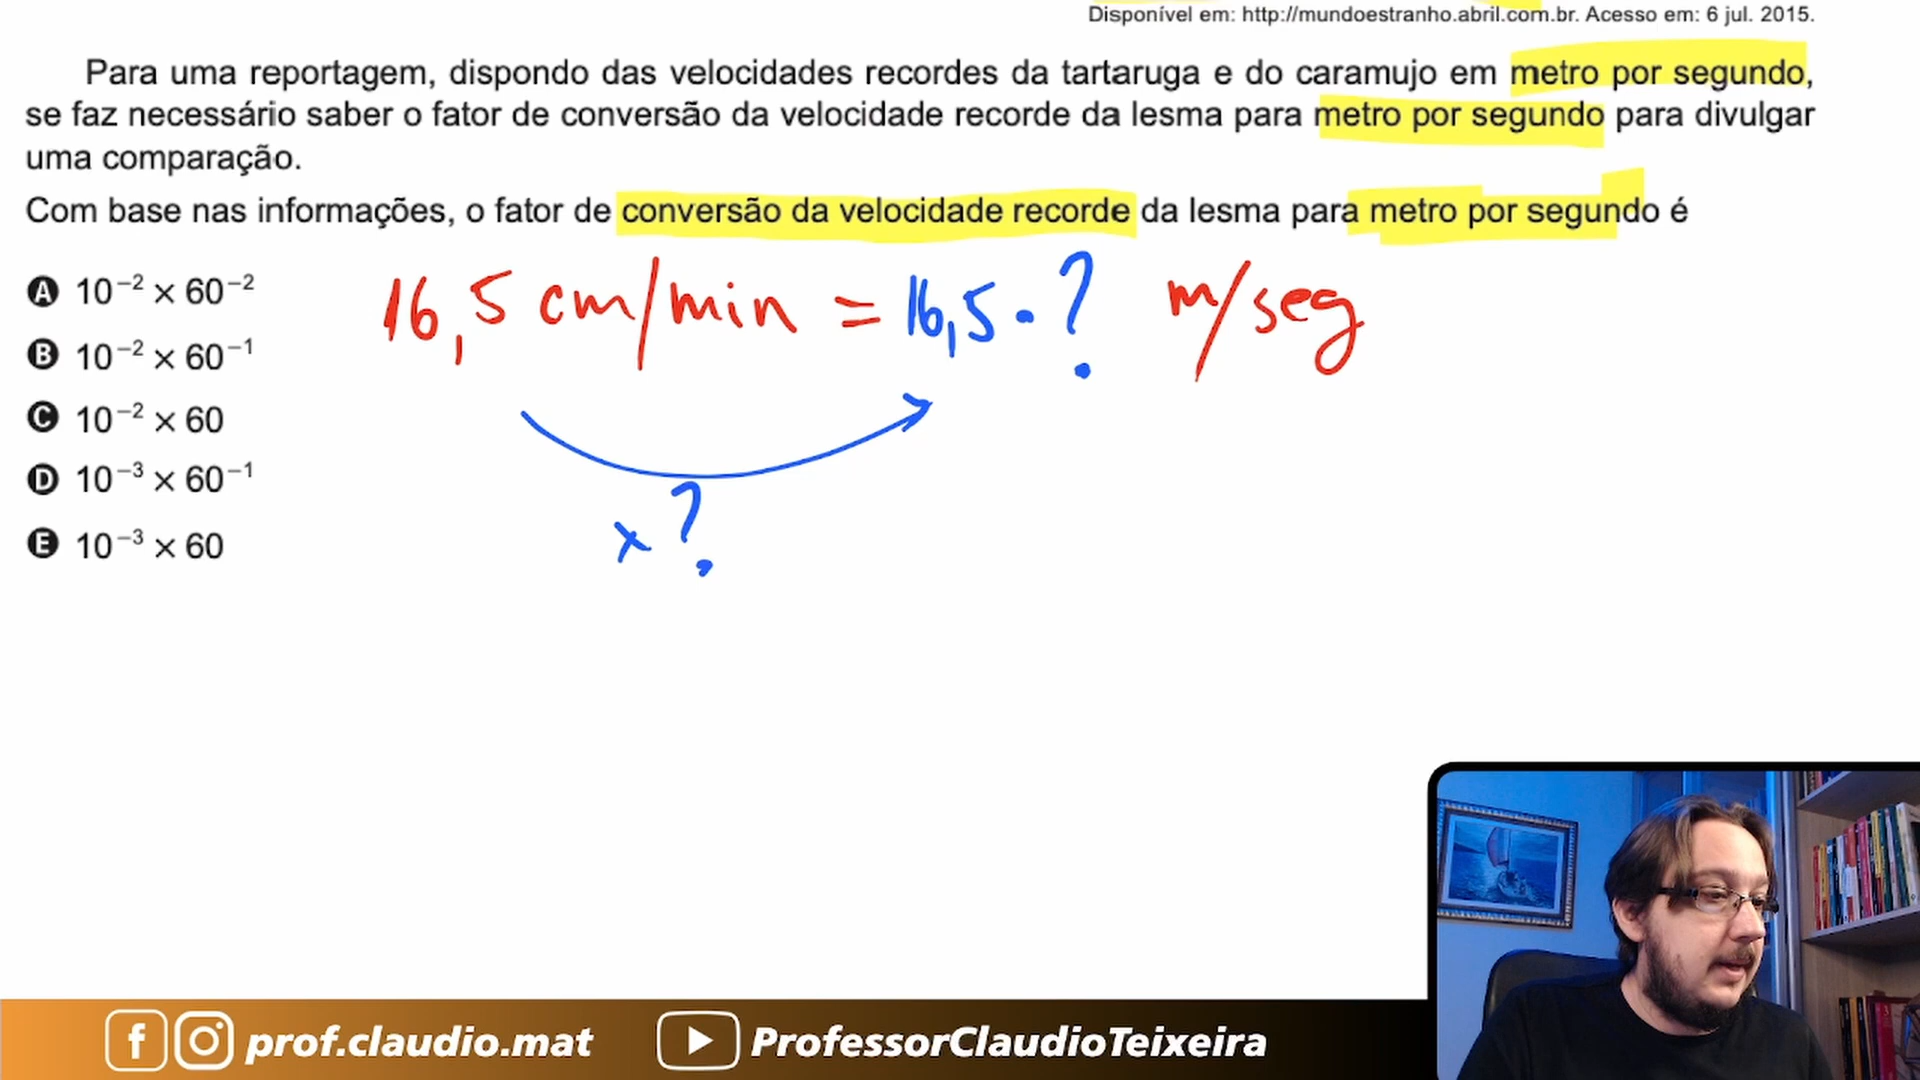 Disponível em: http://mundoestranho.abril.com.br. Acesso em: 6 jul. 2015.
Para uma reportagem, dispondo das velocidades recordes da tartaruga e do caramujo em metro por segundo,
se faz necessário saber o fator de conversão da velocidade recorde da lesma para metro por segundo para divulgar
uma comparação.
Com base nas informações, o fator de conversão da velocidade recorde da lesma para metro por segundo é
A 10⁻² × 60⁻²
B 10⁻² × 60⁻¹
C 10⁻² × 60
D 10⁻³ × 60⁻¹
E 10⁻³ × 60
16,5 cm/min = 16,5 . ? m/seg
x ?
prof.claudio.mat
ProfessorClaudioTeixeira